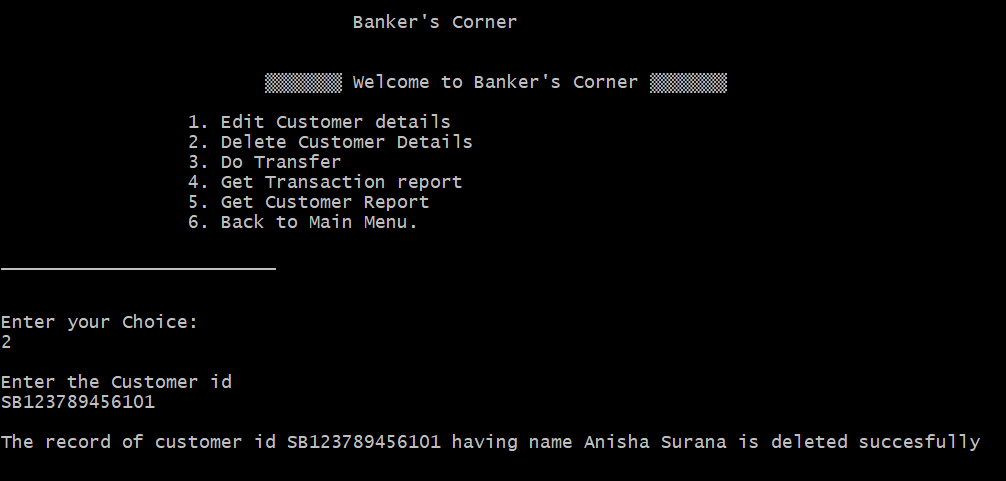 Banker's Corner
▒▒▒▒▒▒▒ Welcome to Banker's Corner ▒▒▒▒▒▒▒
1. Edit Customer details
2. Delete Customer Details
3. Do Transfer
4. Get Transaction report
5. Get Customer Report
6. Back to Main Menu.
_________________________
Enter your Choice:
2
Enter the Customer id
SB123789456101
The record of customer id SB123789456101 having name Anisha Surana is deleted succesfully